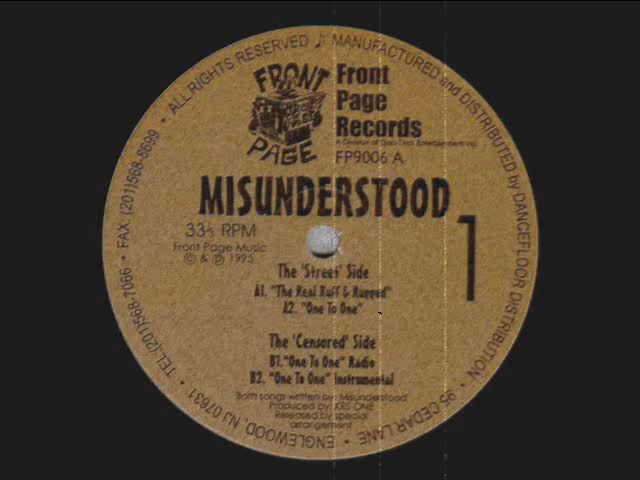 ALL RIGHTS RESERVED ♪ MANUFACTURED and DISTRIBUTED by DANCEFLOOR DISTRIBUTION • 95 CEDAR LANE • ENGLEWOOD, NJ 07631 • TEL (201)568-7066 • FAX: (201)568-8699 •
FRONT
PAGE
Front
Page
Records
FP9006 A
MISUNDERSTOOD
33⅓ RPM
1
Front Page Music
© & ℗ 1995
The 'Street' Side
A1. "The Real Ruff & Rugged"
A2. "One To One"
The 'Censored' Side
B1. "One To One" Radio
B2. "One To One" Instrumental
Both songs written by: Misunderstood
Produced by: KRS ONE
Released by special
arrangement